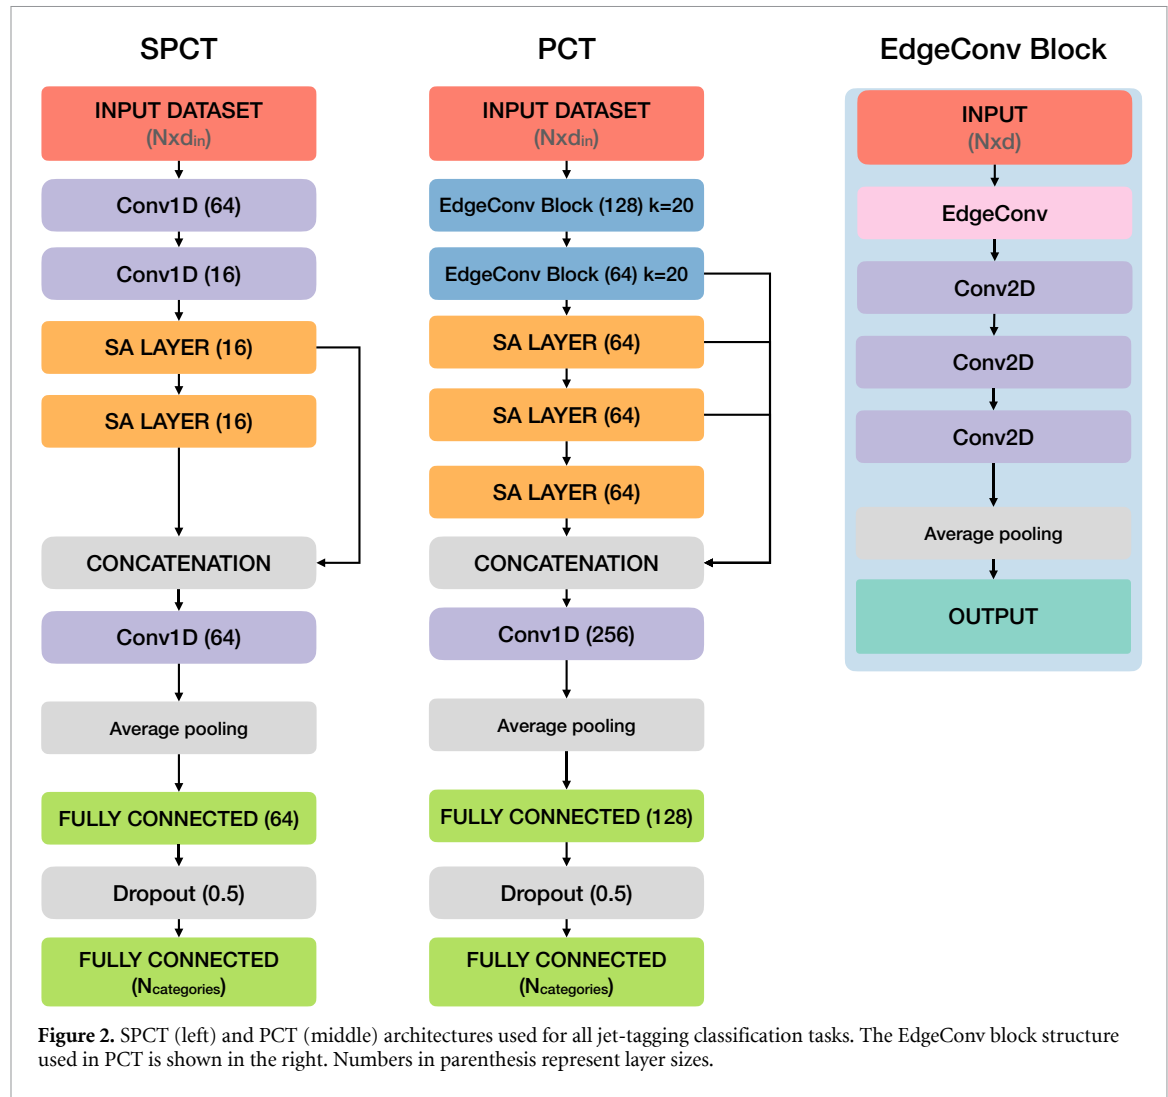 SPCT
INPUT DATASET
(Nxdin)
Conv1D (64)
Conv1D (16)
SA LAYER (16)
SA LAYER (16)
CONCATENATION
Conv1D (64)
Average pooling
FULLY CONNECTED (64)
Dropout (0.5)
FULLY CONNECTED
(Ncategories)
PCT
INPUT DATASET
(Nxdin)
EdgeConv Block (128) k=20
EdgeConv Block (64) k=20
SA LAYER (64)
SA LAYER (64)
SA LAYER (64)
CONCATENATION
Conv1D (256)
Average pooling
FULLY CONNECTED (128)
Dropout (0.5)
FULLY CONNECTED
(Ncategories)
EdgeConv Block
INPUT
(Nxd)
EdgeConv
Conv2D
Conv2D
Conv2D
Average pooling
OUTPUT
Figure 2. SPCT (left) and PCT (middle) architectures used for all jet-tagging classification tasks. The EdgeConv block structure
used in PCT is shown in the right. Numbers in parenthesis represent layer sizes.